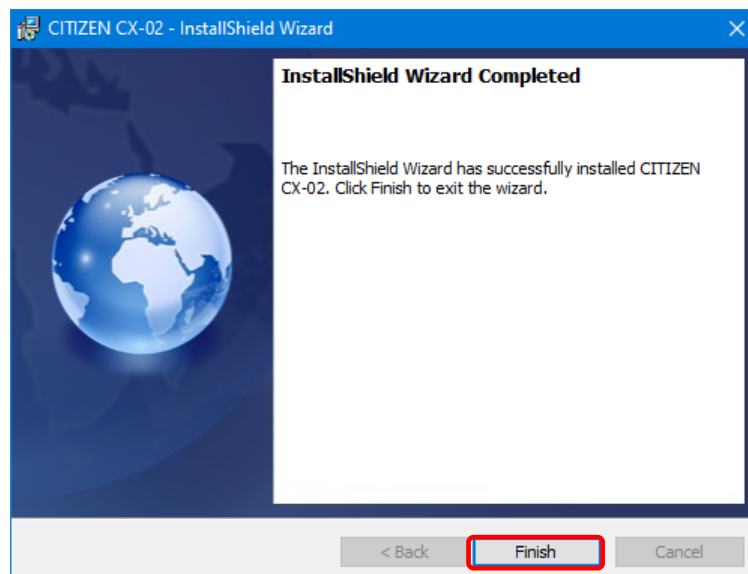 CITIZEN CX-02 - InstallShield Wizard
InstallShield Wizard Completed
The InstallShield Wizard has successfully installed CITIZEN
CX-02. Click Finish to exit the wizard.
< Back Finish Cancel